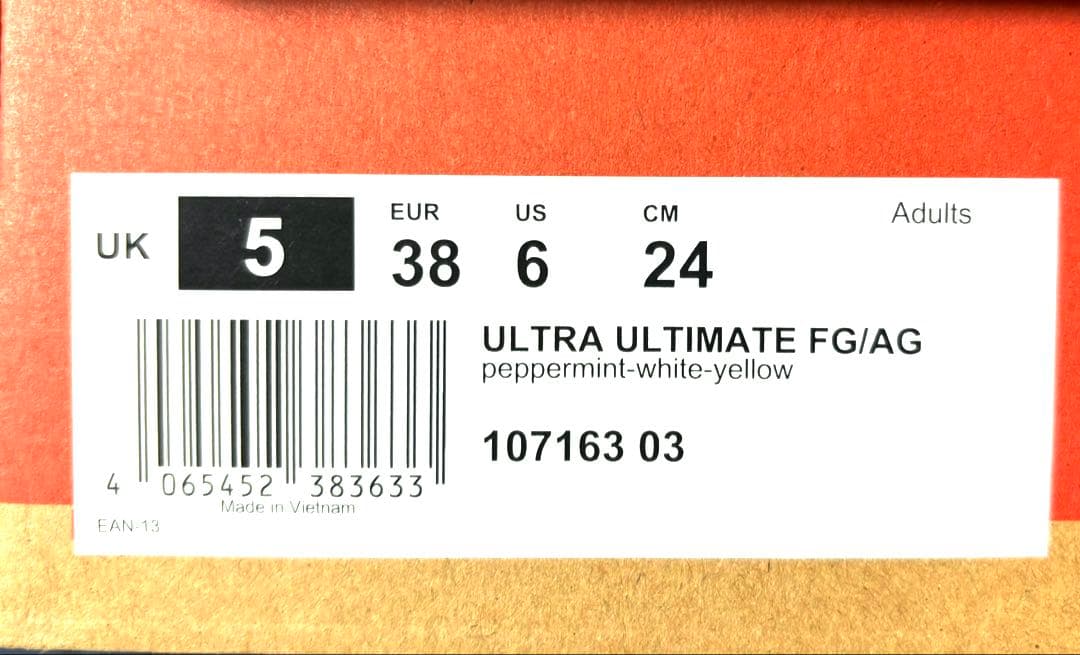 UK 5
EUR US CM
38 6 24
Adults
ULTRA ULTIMATE FG/AG
peppermint-white-yellow
107163 03
4 065452 383633
Made in Vietnam
EAN-13